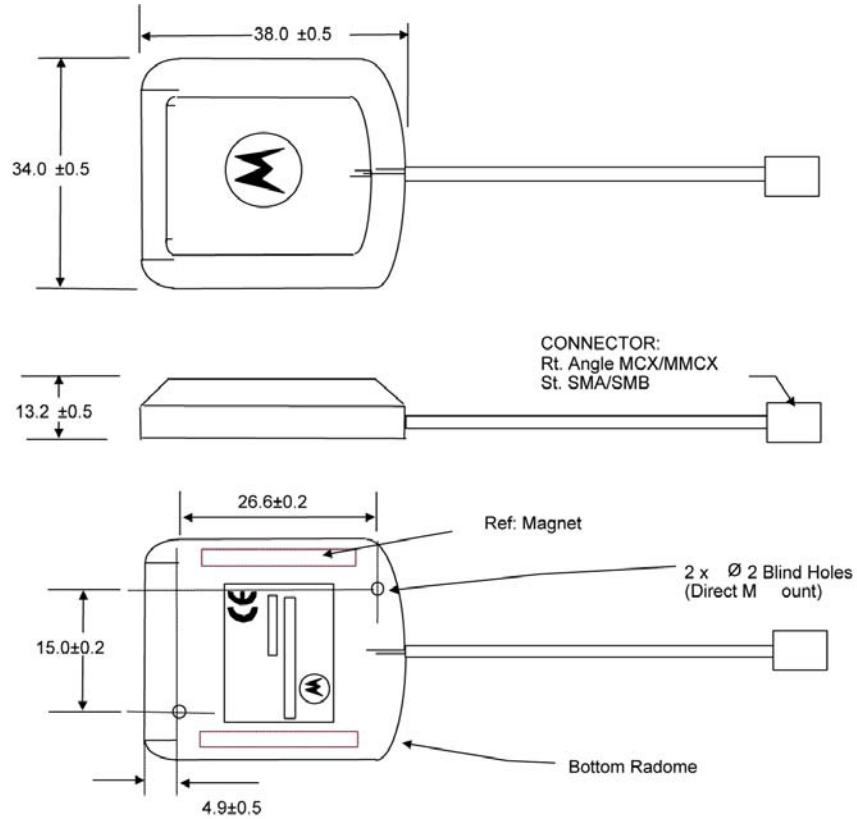 38.0 ±0.5
34.0 ±0.5
CONNECTOR:
Rt. Angle MCX/MMCX
St. SMA/SMB
13.2 ±0.5
26.6±0.2
Ref: Magnet
2 x Ø 2 Blind Holes
(Direct M ount)
CE
15.0±0.2
Bottom Radome
4.9±0.5